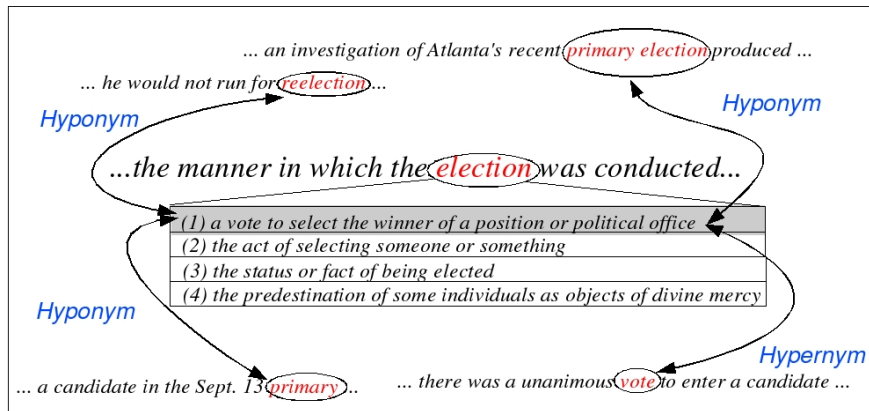 ... an investigation of Atlanta's recent primary election produced ...
... he would not run for reelection ...
Hyponym
Hyponym
...the manner in which the election was conducted...
(1) a vote to select the winner of a position or political office
(2) the act of selecting someone or something
(3) the status or fact of being elected
(4) the predestination of some individuals as objects of divine mercy
Hyponym
Hypernym
... a candidate in the Sept. 13 primary ...
... there was a unanimous vote to enter a candidate ...